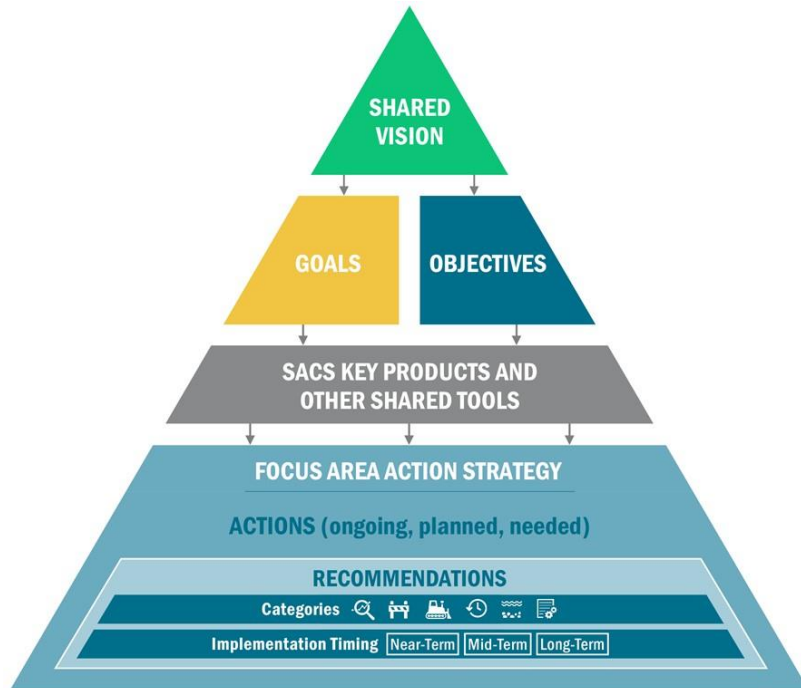 SHARED
VISION
GOALS
OBJECTIVES
SACS KEY PRODUCTS AND
OTHER SHARED TOOLS
FOCUS AREA ACTION STRATEGY
ACTIONS (ongoing, planned, needed)
RECOMMENDATIONS
Categories
Implementation Timing Near-Term Mid-Term Long-Term